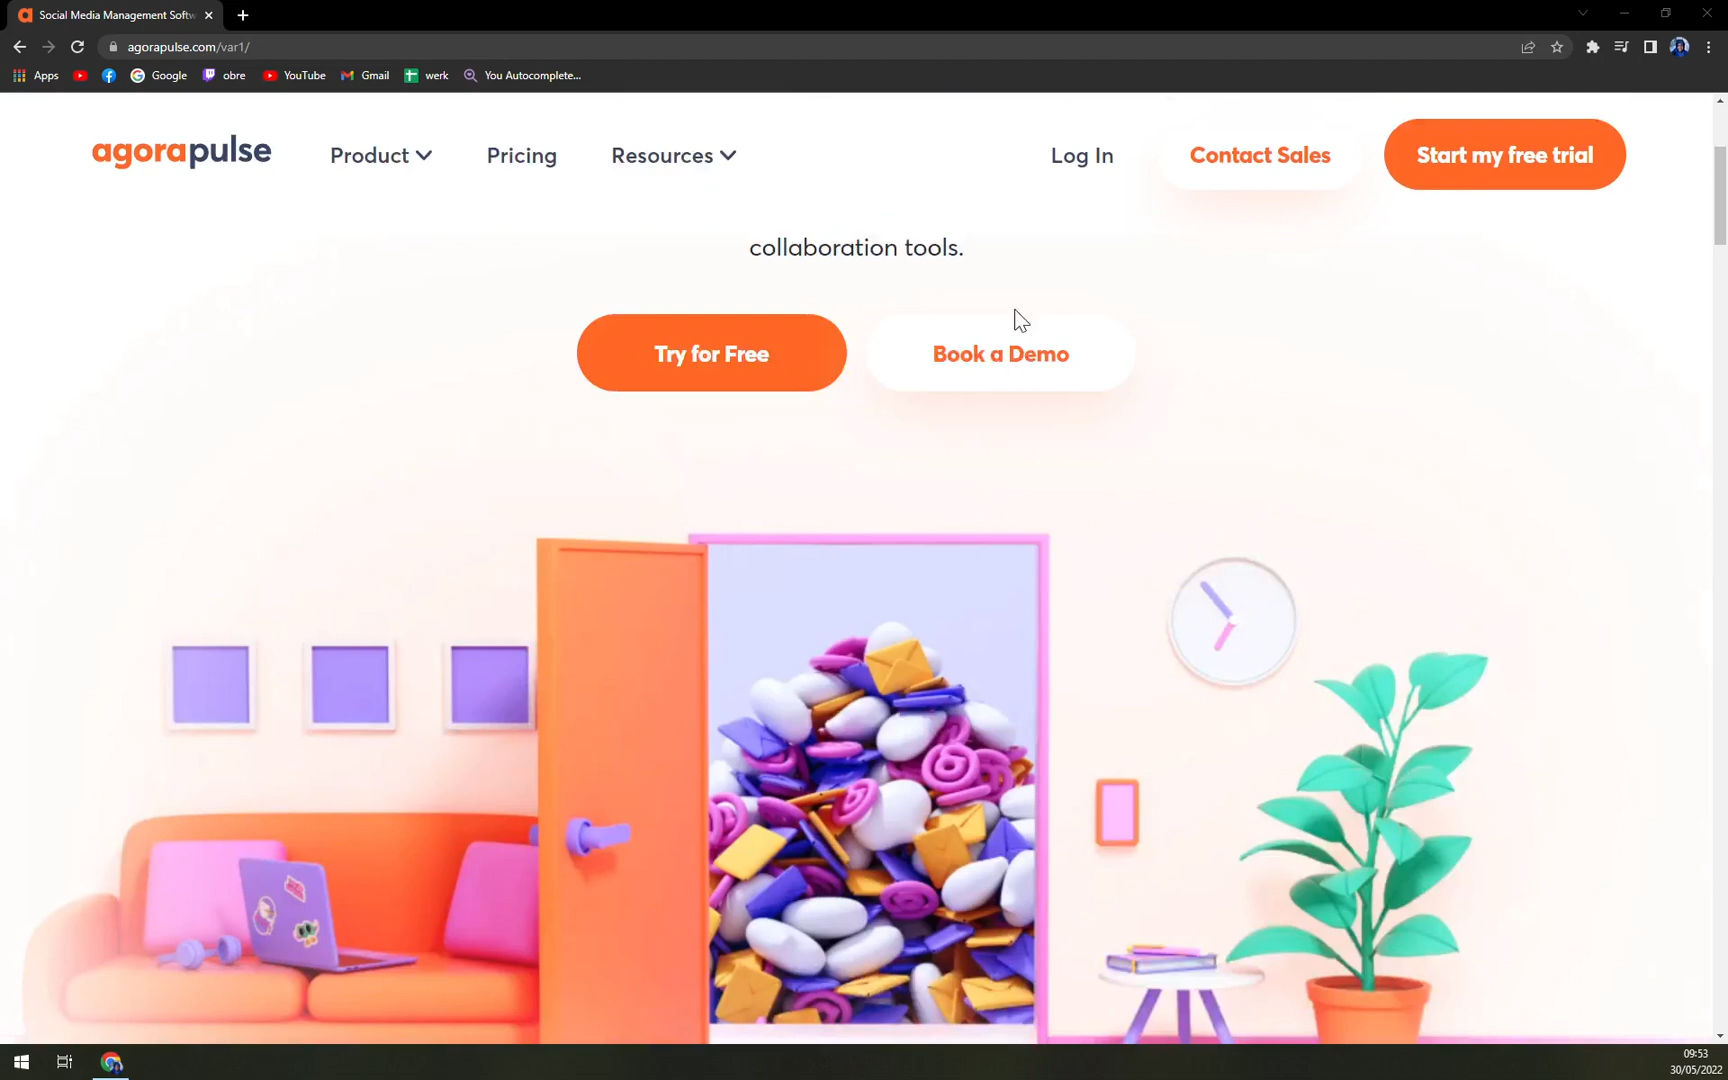 Social Media Management Softw
agorapulse.com/var1/
Apps
Google
obre
YouTube
Gmail
werk
You Autocomplete...
agorapulse
Product
Pricing
Resources
Log In
Contact Sales
Start my free trial
collaboration tools.
Try for Free
Book a Demo
09:53
30/05/2022